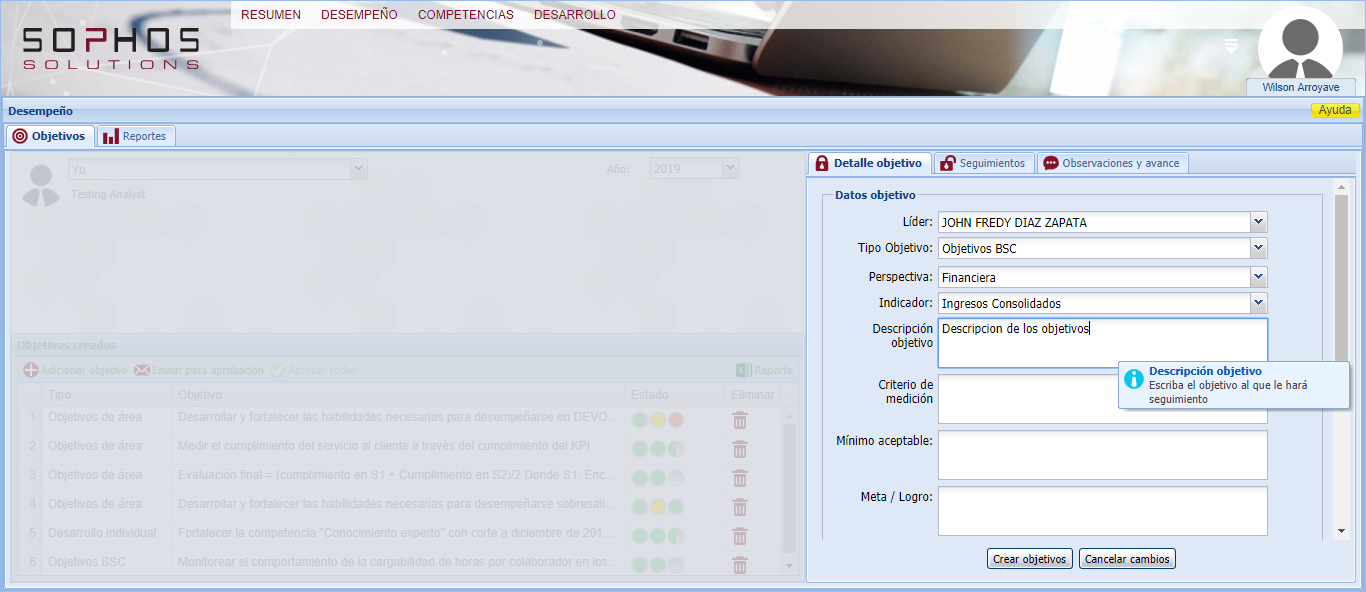 RESUMEN DESEMPEÑO COMPETENCIAS DESARROLLO
SOPHOS
SOLUTIONS
Wilson Arroyave
Desempeño
Ayuda
Objetivos Reportes
Yo
Año: 2019
Testing Analyst
Objetivos creados
Adicionar objetivo Enviar para aprobación Aprobar todos Reporte
Tipo Objetivo Estado Eliminar
1 Objetivos de área Desarrollar y fortalecer las habilidades necesarias para desempeñarse en DEVO...
2 Objetivos de área Medir el cumplimiento del servicio al cliente a través del cumplimiento del KPI
3 Objetivos de área Evaluación final = (cumplimiento en S1 + Cumplimiento en S2)/2 Donde S1: Enc...
4 Objetivos de área Desarrollar y fortalecer las habilidades necesarias para desempeñarse sobresali...
5 Desarrollo individual Fortalecer la competencia "Conocimiento experto" con corte a diciembre de 201...
6 Objetivos BSC Monitorear el comportamiento de la cargabilidad de horas por colaborador en los...
Detalle objetivo Seguimientos Observaciones y avance
Datos objetivo
Líder: JOHN FREDY DIAZ ZAPATA
Tipo Objetivo: Objetivos BSC
Perspectiva: Financiera
Indicador: Ingresos Consolidados
Descripción Descripcion de los objetivos
objetivo
Descripción objetivo
Escriba el objetivo al que le hará
seguimiento
Criterio de
medición
Mínimo aceptable:
Meta / Logro:
Crear objetivos Cancelar cambios